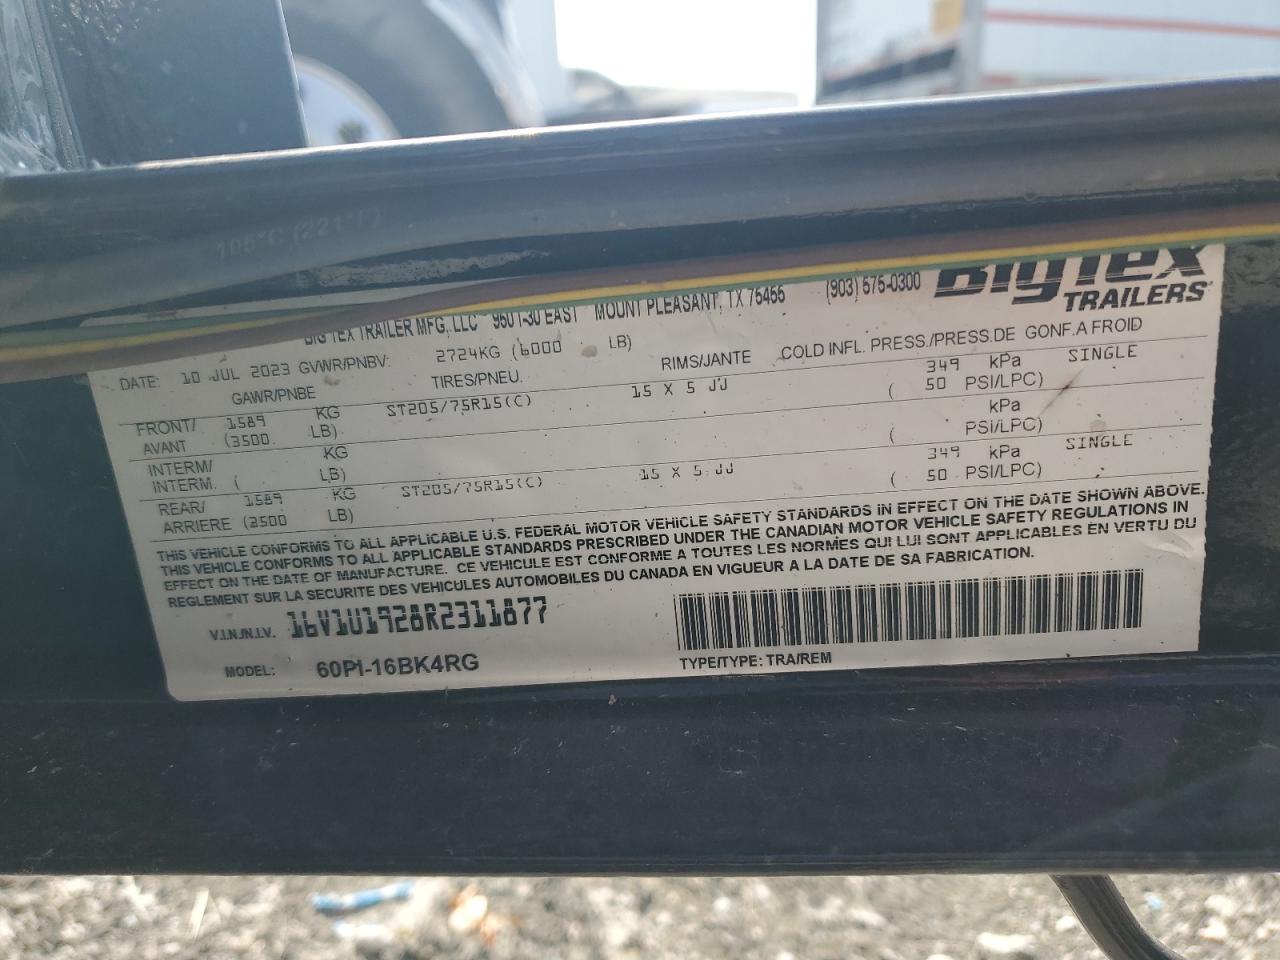 106°C (221°F)
BIG TEX TRAILER MFG, LLC 950 1-30 EAST MOUNT PLEASANT, TX 75455 (903) 575-0300 BigTex TRAILERS
DATE: 10 JUL 2023 GVWR/PNBV: 2724KG (6000 LB)
GAWR/PNBE TIRES/PNEU. RIMS/JANTE COLD INFL. PRESS./PRESS.DE GONF. A FROID
FRONT/ 1589 KG ST205/75R15(C) 15 X 5 JJ 349 kPa SINGLE
AVANT (3500 LB) ( 50 PSI/LPC)
INTERM/ KG kPa
INTERM. ( LB) ( PSI/LPC)
REAR/ 1589 KG ST205/75R15(C) 15 X 5 JJ 349 kPa SINGLE
ARRIERE (3500 LB) ( 50 PSI/LPC)
THIS VEHICLE CONFORMS TO ALL APPLICABLE U.S. FEDERAL MOTOR VEHICLE SAFETY STANDARDS IN EFFECT ON THE DATE SHOWN ABOVE.
THIS VEHICLE CONFORMS TO ALL APPLICABLE STANDARDS PRESCRIBED UNDER THE CANADIAN MOTOR VEHICLE SAFETY REGULATIONS IN
EFFECT ON THE DATE OF MANUFACTURE. CE VEHICULE EST CONFORME A TOUTES LES NORMES QUI LUI SONT APPLICABLES EN VERTU DU
REGLEMENT SUR LA SECURITE DES VEHICULES AUTOMOBILES DU CANADA EN VIGUEUR A LA DATE DE SA FABRICATION.
V.I.N./N.I.V. 16V1U1928R2311877
MODEL: 60PI-16BK4RG TYPE/TYPE: TRA/REM